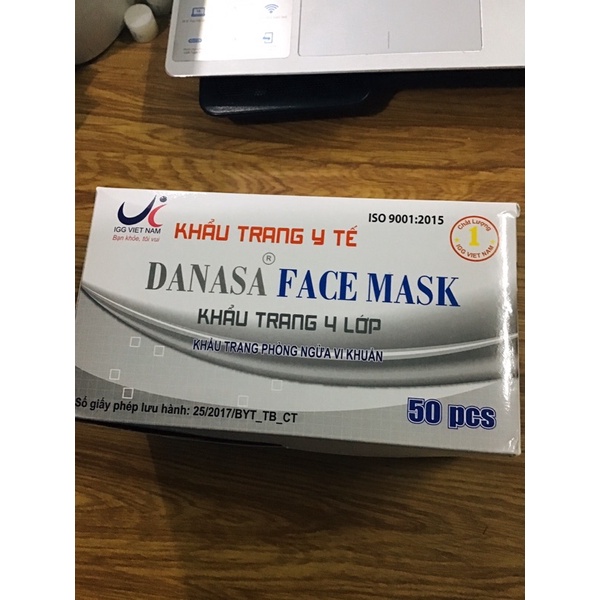 IGG VIET NAM
Bạn khỏe, tôi vui
ISO 9001:2015
Chất Lượng
1
IGG VIET NAM
KHẨU TRANG Y TẾ
DANASA ® FACE MASK
KHẨU TRANG 4 LỚP
KHẨU TRANG PHÒNG NGỪA VI KHUẨN
Số giấy phép lưu hành: 25/2017/BYT_TB_CT
50 pcs